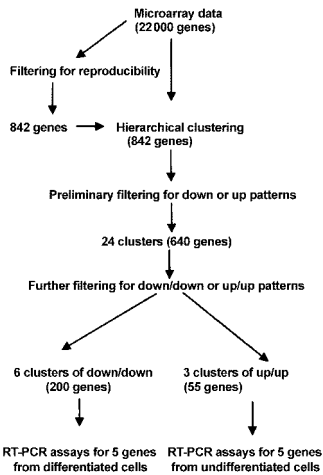 Microarray data
(22000 genes)
Filtering for reproducibility
842 genes
Hierarchical clustering
(842 genes)
Preliminary filtering for down or up patterns
24 clusters (640 genes)
Further filtering for down/down or up/up patterns
6 clusters of down/down
(200 genes)
3 clusters of up/up
(55 genes)
RT-PCR assays for 5 genes
from differentiated cells
RT-PCR assays for 5 genes
from undifferentiated cells